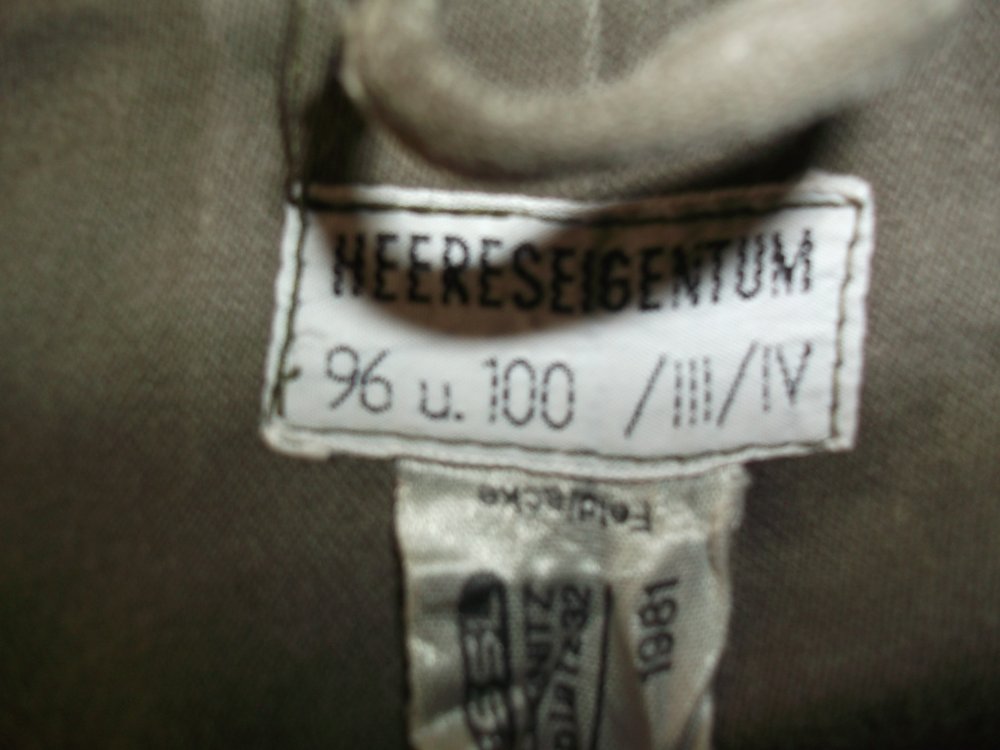 HEERESEIGENTUM
96 u. 100 /III/IV
Feldjacke
1981